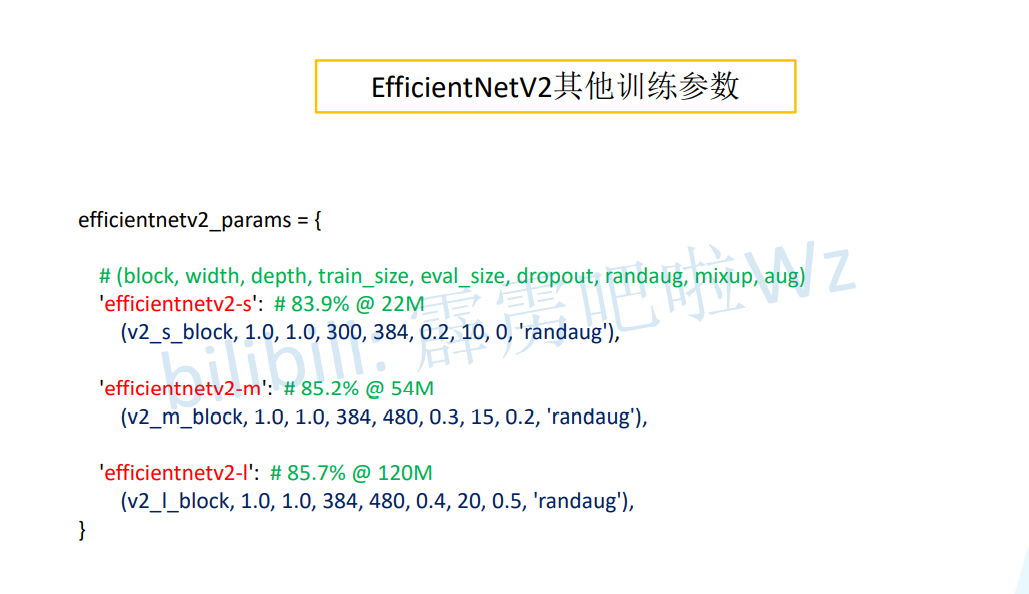 EfficientNetV2其他训练参数
efficientnetv2_params = {
# (block, width, depth, train_size, eval_size, dropout, randaug, mixup, aug)
'efficientnetv2-s': # 83.9% @ 22M
(v2_s_block, 1.0, 1.0, 300, 384, 0.2, 10, 0, 'randaug'),
'efficientnetv2-m': # 85.2% @ 54M
(v2_m_block, 1.0, 1.0, 384, 480, 0.3, 15, 0.2, 'randaug'),
'efficientnetv2-l': # 85.7% @ 120M
(v2_l_block, 1.0, 1.0, 384, 480, 0.4, 20, 0.5, 'randaug'),
}
bilibili: 霹雳吧啦Wz